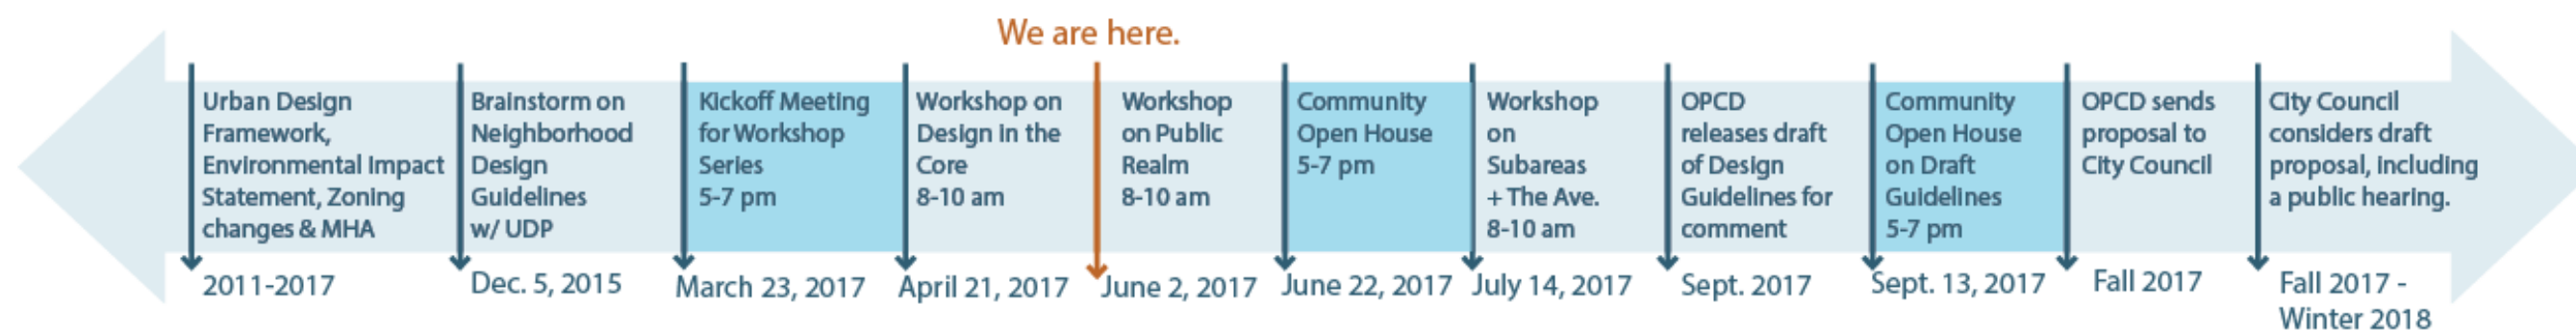 We are here.
Urban Design
Framework,
Environmental Impact
Statement, Zoning
changes & MHA
2011-2017
Brainstorm on
Neighborhood
Design
Guidelines
w/ UDP
Dec. 5, 2015
Kickoff Meeting
for Workshop
Series
5-7 pm
March 23, 2017
Workshop on
Design in the
Core
8-10 am
April 21, 2017
Workshop
on Public
Realm
8-10 am
June 2, 2017
Community
Open House
5-7 pm
June 22, 2017
Workshop
on
Subareas
+ The Ave.
8-10 am
July 14, 2017
OPCD
releases draft
of Design
Guidelines for
comment
Sept. 2017
Community
Open House
on Draft
Guidelines
5-7 pm
Sept. 13, 2017
OPCD sends
proposal to
City Council
Fall 2017
City Council
considers draft
proposal, including
a public hearing.
Fall 2017 -
Winter 2018